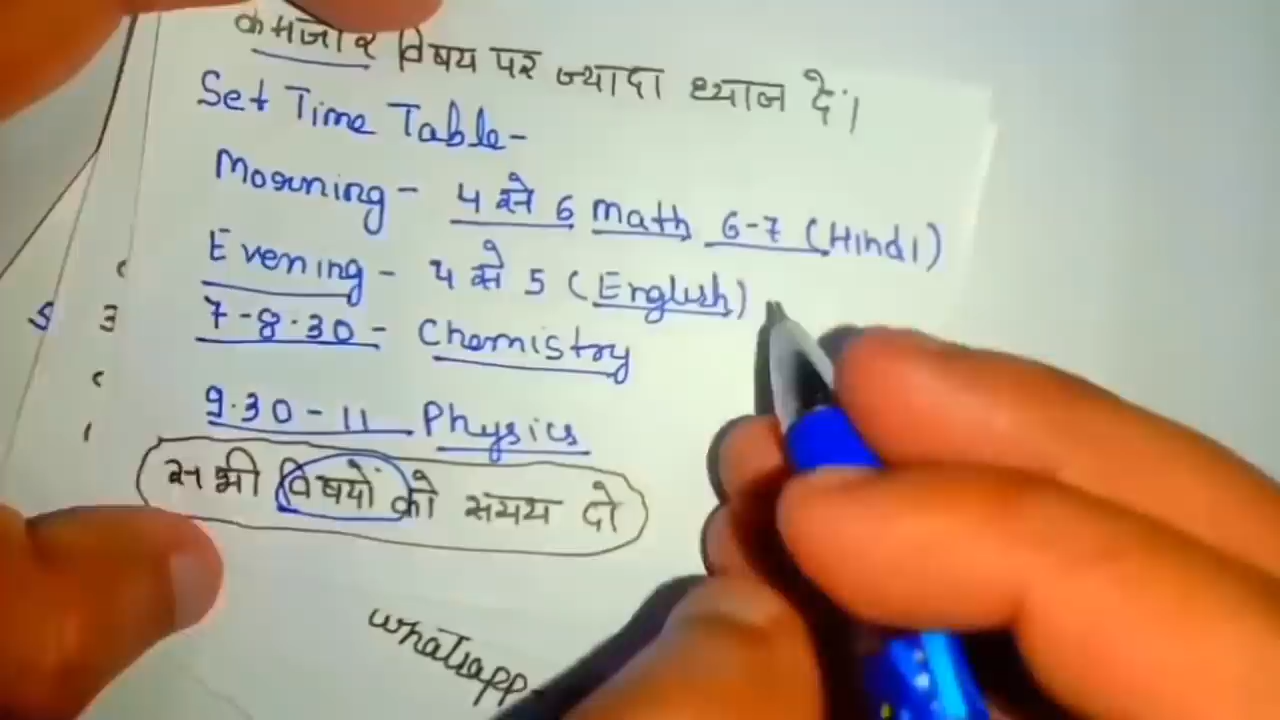 कमजोर विषय पर ज्यादा ध्यान दें।
Set Time Table-
Morning - 4 से 6 Math 6-7 (Hindi)
Evening - 4 से 5 (English)
7-8.30 - Chemistry
9.30 - 11 Physics
सभी विषयों को समय दो
whatsapp-